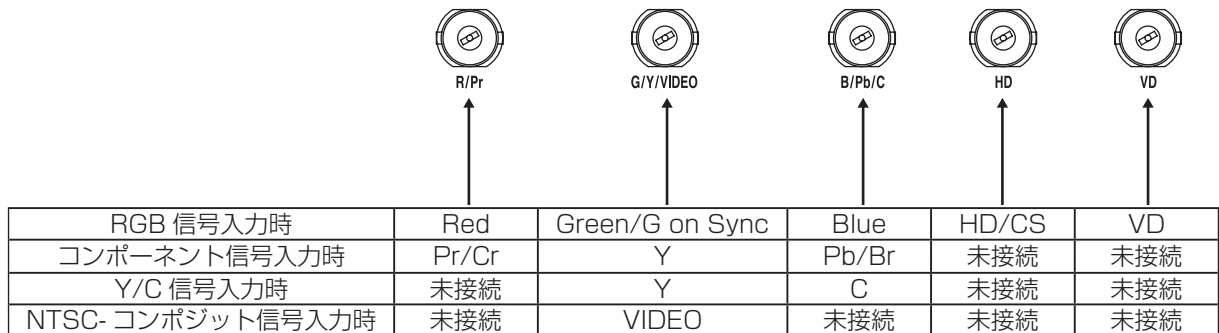 R/Pr G/Y/VIDEO B/Pb/C HD VD
RGB 信号入力時 Red Green/G on Sync Blue HD/CS VD
コンポーネント信号入力時 Pr/Cr Y Pb/Br 未接続 未接続
Y/C 信号入力時 未接続 Y C 未接続 未接続
NTSC- コンポジット信号入力時 未接続 VIDEO 未接続 未接続 未接続